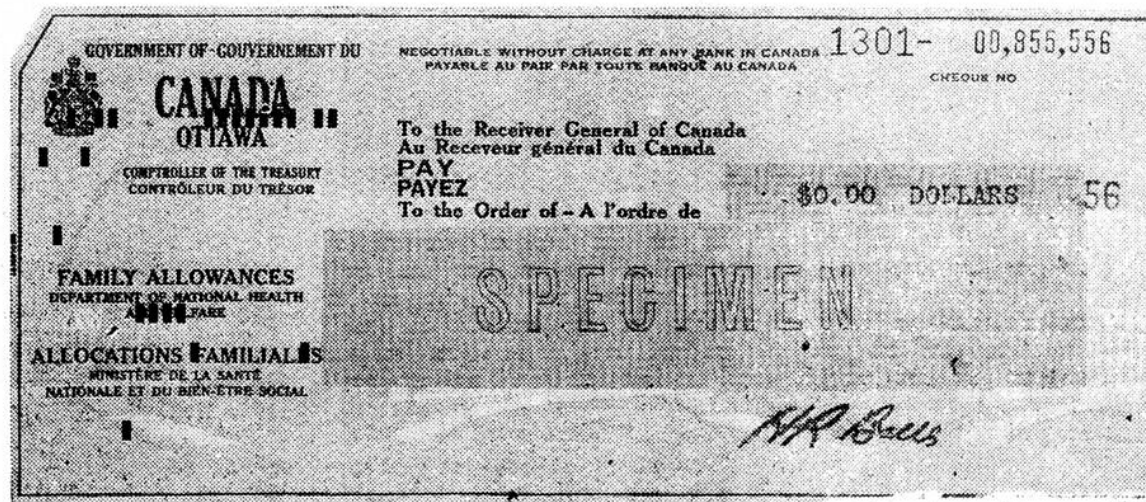 GOVERNMENT OF - GOUVERNEMENT DU
CANADA
OTTAWA
COMPTROLLER OF THE TREASURY
CONTRÔLEUR DU TRÉSOR
NEGOTIABLE WITHOUT CHARGE AT ANY BANK IN CANADA
PAYABLE AU PAIR PAR TOUTE BANQUE AU CANADA
1301- 00,855,556
CHEQUE NO
To the Receiver General of Canada
Au Receveur général du Canada
PAY
PAYEZ
To the Order of – A l'ordre de
$0.00 DOLLARS 56
SPECIMEN
FAMILY ALLOWANCES
DEPARTMENT OF NATIONAL HEALTH
ALLOCATIONS FAMILIALES
MINISTÈRE DE LA SANTÉ
NATIONALE ET DU BIEN-ÊTRE SOCIAL